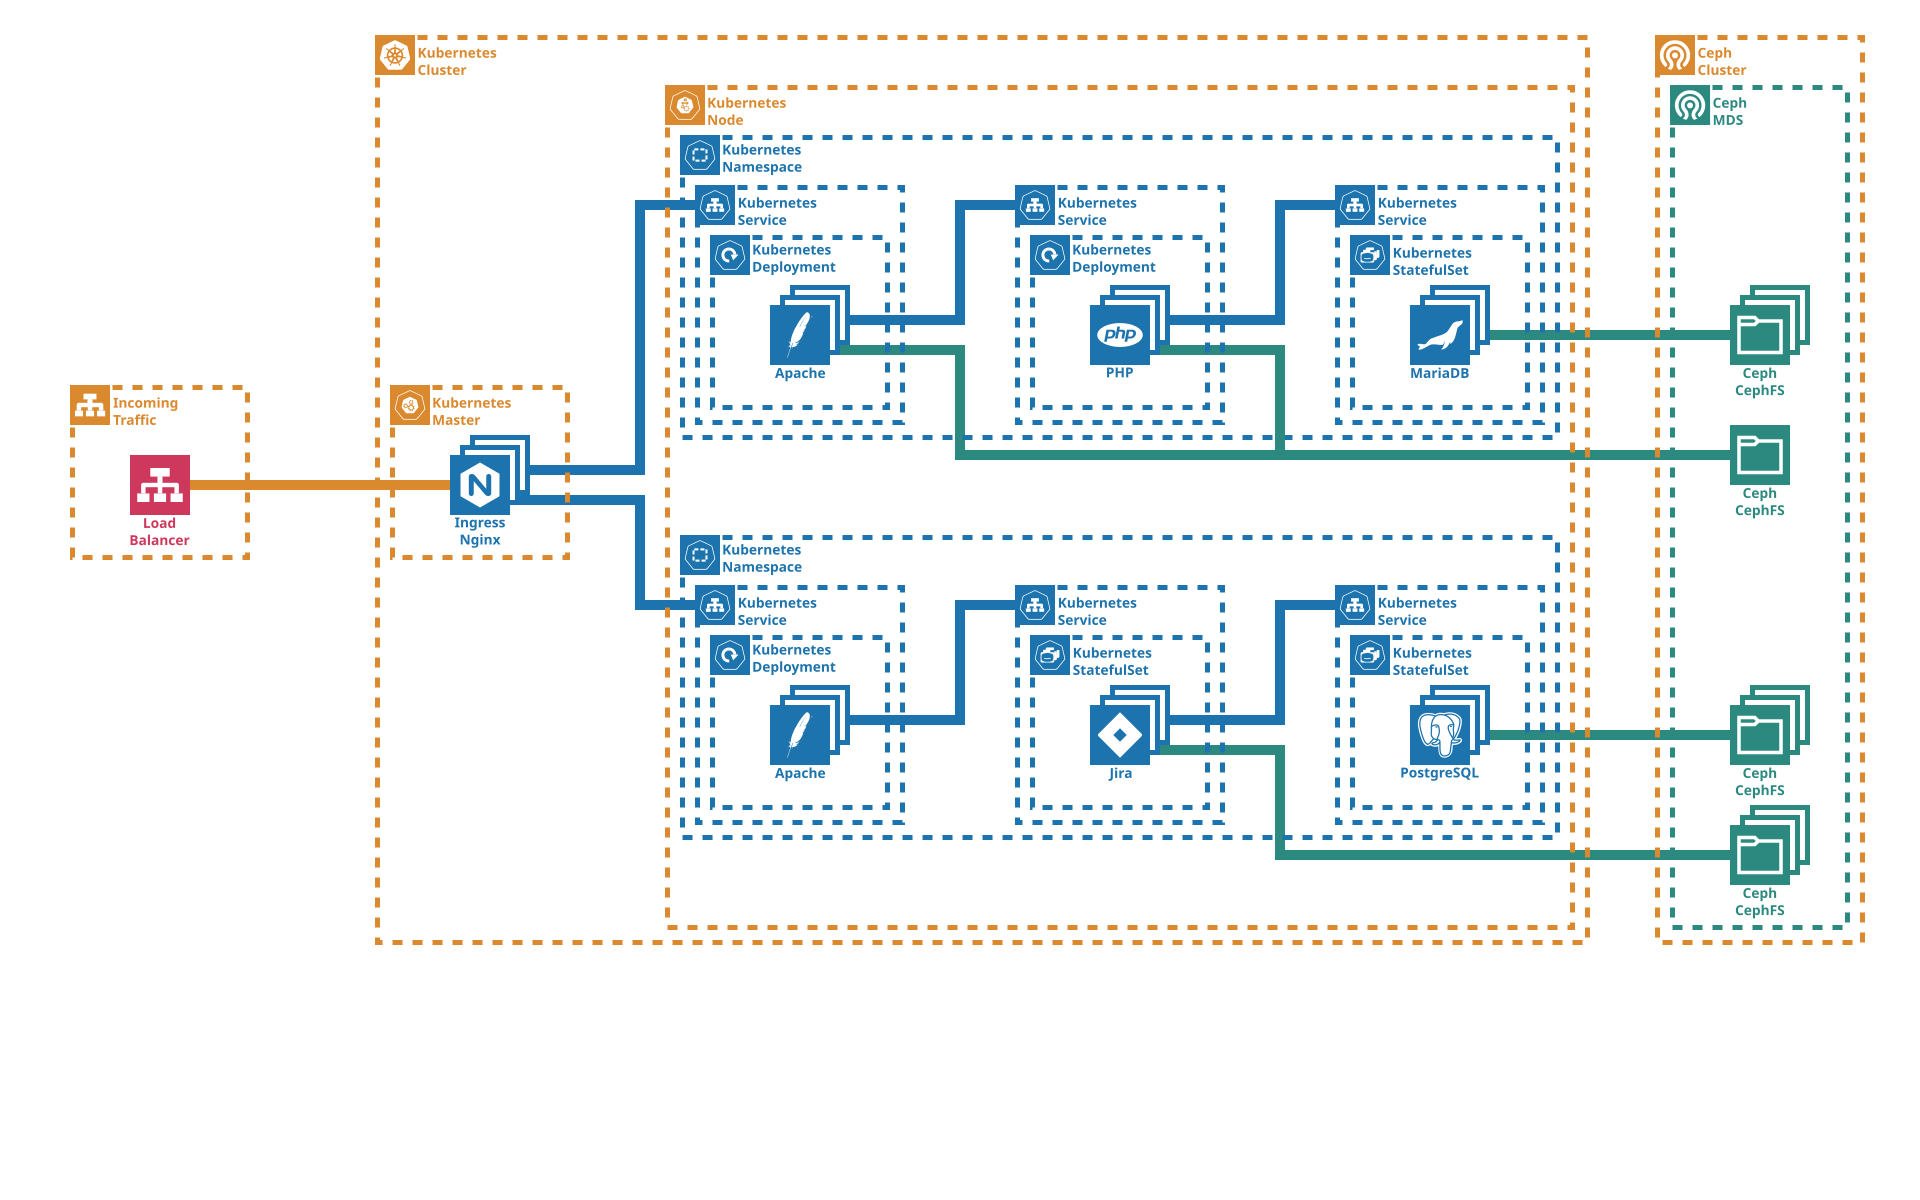 Kubernetes
Cluster
Ceph
Cluster
Kubernetes
Node
Ceph
MDS
Kubernetes
Namespace
Kubernetes
Service
Kubernetes
Service
Kubernetes
Service
Kubernetes
Deployment
Kubernetes
Deployment
Kubernetes
StatefulSet
php
Apache
PHP
MariaDB
Ceph
CephFS
Incoming
Traffic
Kubernetes
Master
N
Load
Balancer
Ingress
Nginx
Ceph
CephFS
Kubernetes
Namespace
Kubernetes
Service
Kubernetes
Service
Kubernetes
Service
Kubernetes
Deployment
Kubernetes
StatefulSet
Kubernetes
StatefulSet
Apache
Jira
PostgreSQL
Ceph
CephFS
Ceph
CephFS